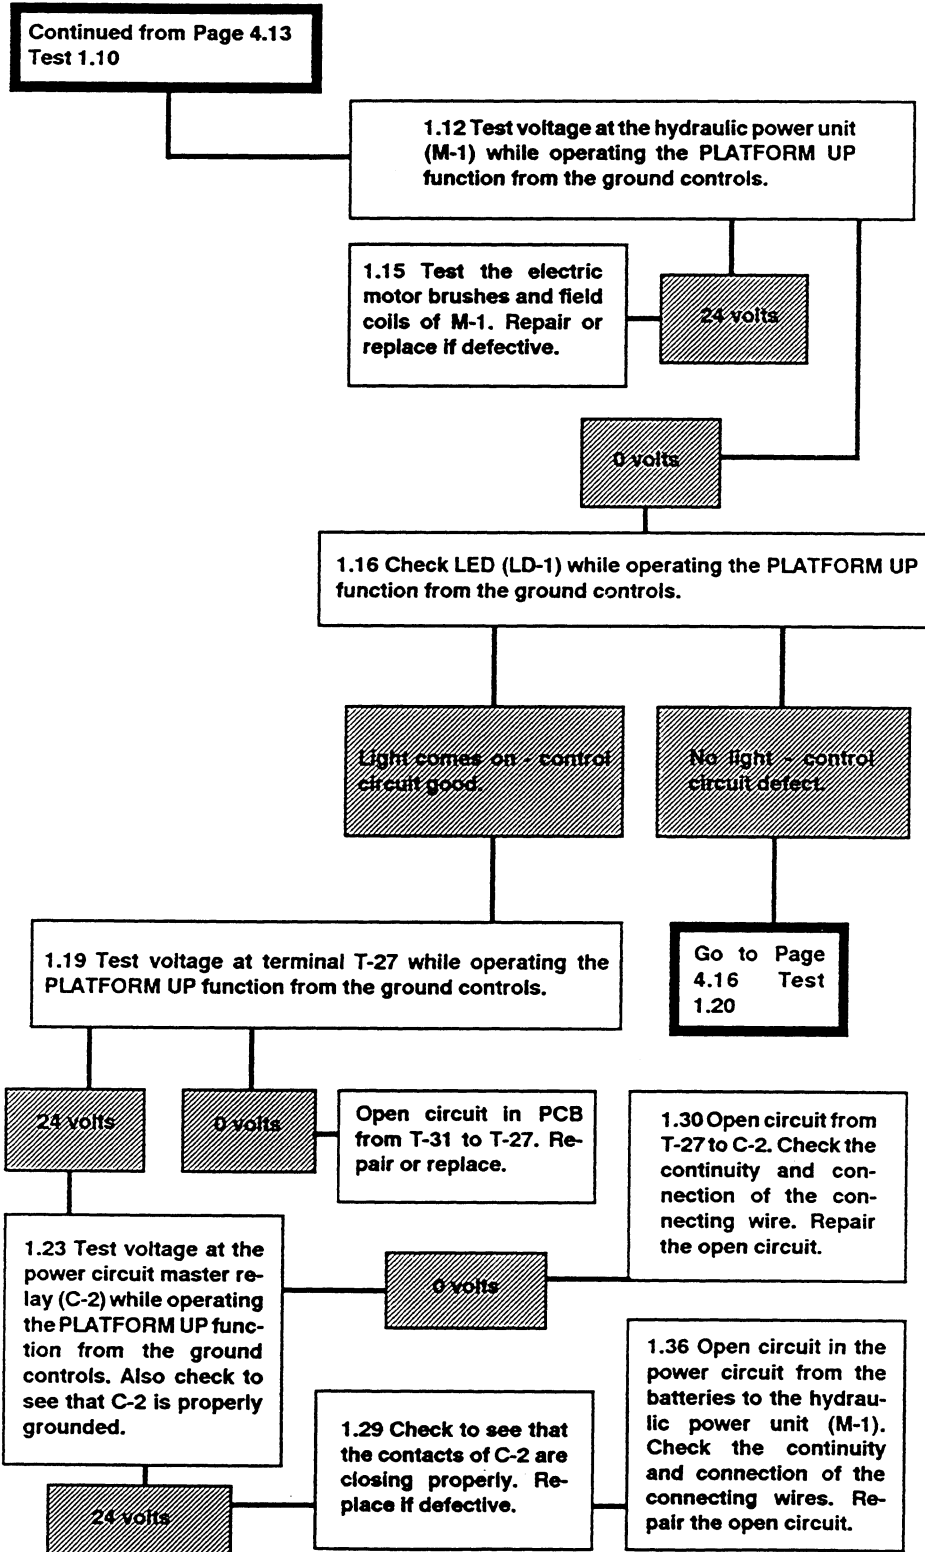 Continued from Page 4.13
Test 1.10
1.12 Test voltage at the hydraulic power unit
(M-1) while operating the PLATFORM UP
function from the ground controls.
1.15 Test the electric
motor brushes and field
coils of M-1. Repair or
replace if defective.
24 volts
0 volts
1.16 Check LED (LD-1) while operating the PLATFORM UP
function from the ground controls.
Light comes on - control
circuit good.
No light - control
circuit defect.
1.19 Test voltage at terminal T-27 while operating the
PLATFORM UP function from the ground controls.
Go to Page
4.16 Test
1.20
24 volts
0 volts
Open circuit in PCB
from T-31 to T-27. Re-
pair or replace.
1.30 Open circuit from
T-27 to C-2. Check the
continuity and con-
nection of the con-
necting wire. Repair
the open circuit.
1.23 Test voltage at the
power circuit master re-
lay (C-2) while operating
the PLATFORM UP func-
tion from the ground
controls. Also check to
see that C-2 is properly
grounded.
0 volts
1.36 Open circuit in the
power circuit from the
batteries to the hydrau-
lic power unit (M-1).
Check the continuity
and connection of the
connecting wires. Re-
pair the open circuit.
1.29 Check to see that
the contacts of C-2 are
closing properly. Re-
place if defective.
24 volts